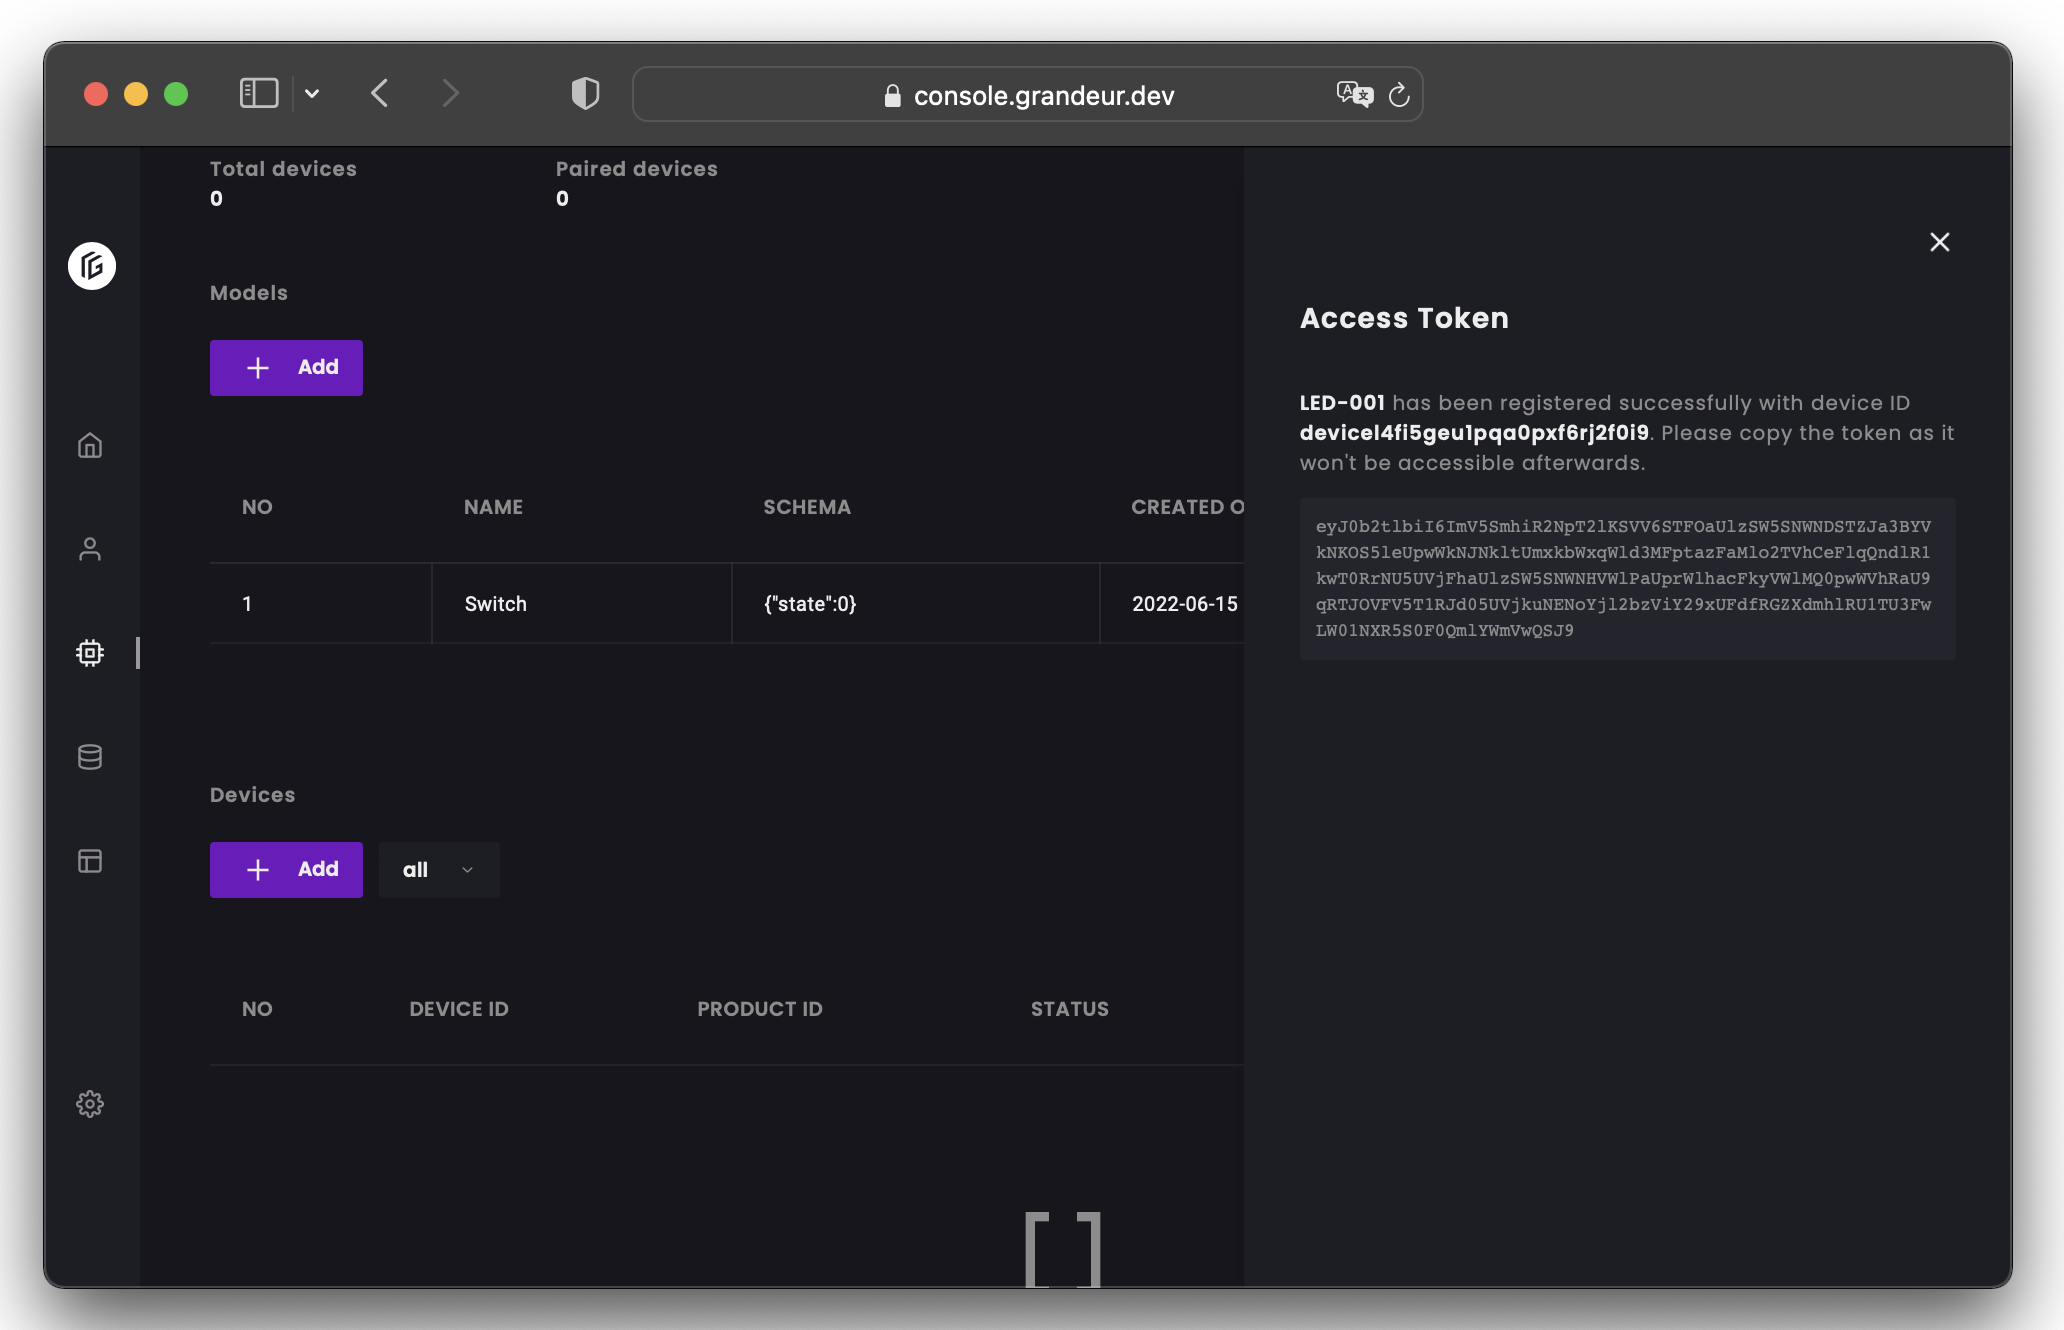 console.grandeur.dev
Total devices
0
Paired devices
0
Models
Add
NO NAME SCHEMA CREATED O
1 Switch {"state":0} 2022-06-15
Devices
Add all
NO DEVICE ID PRODUCT ID STATUS
[ ]
Access Token
LED-001 has been registered successfully with device ID
devicel4fi5geu1pqa0pxf6rj2f0i9. Please copy the token as it
won't be accessible afterwards.
eyJ0b2tlbiI6ImV5SmhiR2NpT2lKSVV6STFOaUlzSW5SNWNDSTZJa3BYV
kNKOS5leUpwWkNJNkltUmxkbWxqWld3MFptazFaMlo2TVhCeFlqQndlR1
kwT0RrNU5UVjFhaUlzSW5SNWNHVWlPaUprWlhacFkyVWlMQ0pwWVhRaU9
qRTJOVFV5T1RJd05UVjkuNENoYjl2bzViY29xUFdfRGZXdmhlRU1TU3Fw
LW01NXR5S0F0QmlYWmVwQSJ9